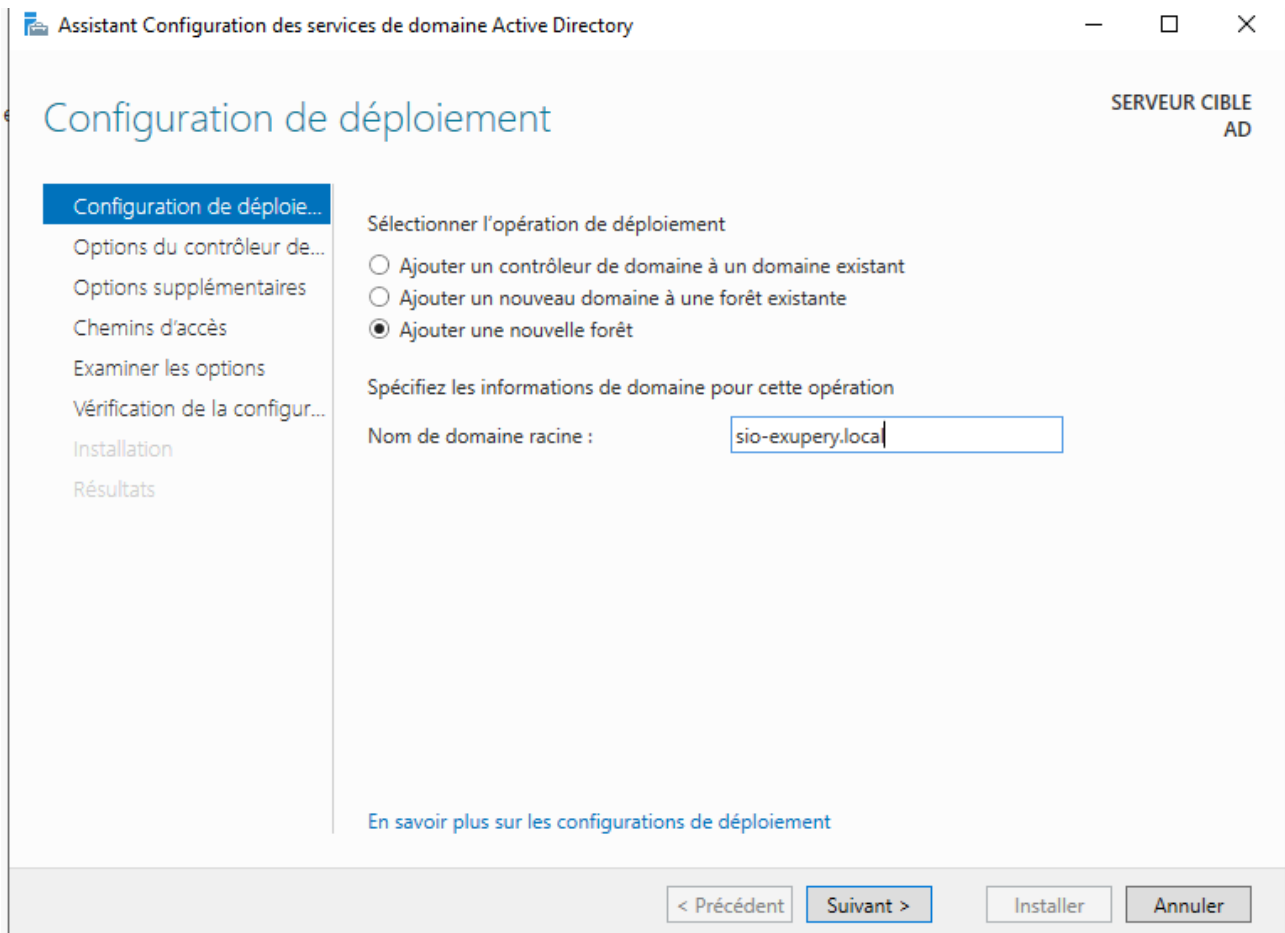 Assistant Configuration des services de domaine Active Directory
Configuration de déploiement
SERVEUR CIBLE
AD
Configuration de déploie...
Options du contrôleur de...
Options supplémentaires
Chemins d'accès
Examiner les options
Vérification de la configur...
Installation
Résultats
Sélectionner l'opération de déploiement
Ajouter un contrôleur de domaine à un domaine existant
Ajouter un nouveau domaine à une forêt existante
Ajouter une nouvelle forêt
Spécifiez les informations de domaine pour cette opération
Nom de domaine racine : sio-exupery.local
En savoir plus sur les configurations de déploiement
< Précédent Suivant > Installer Annuler